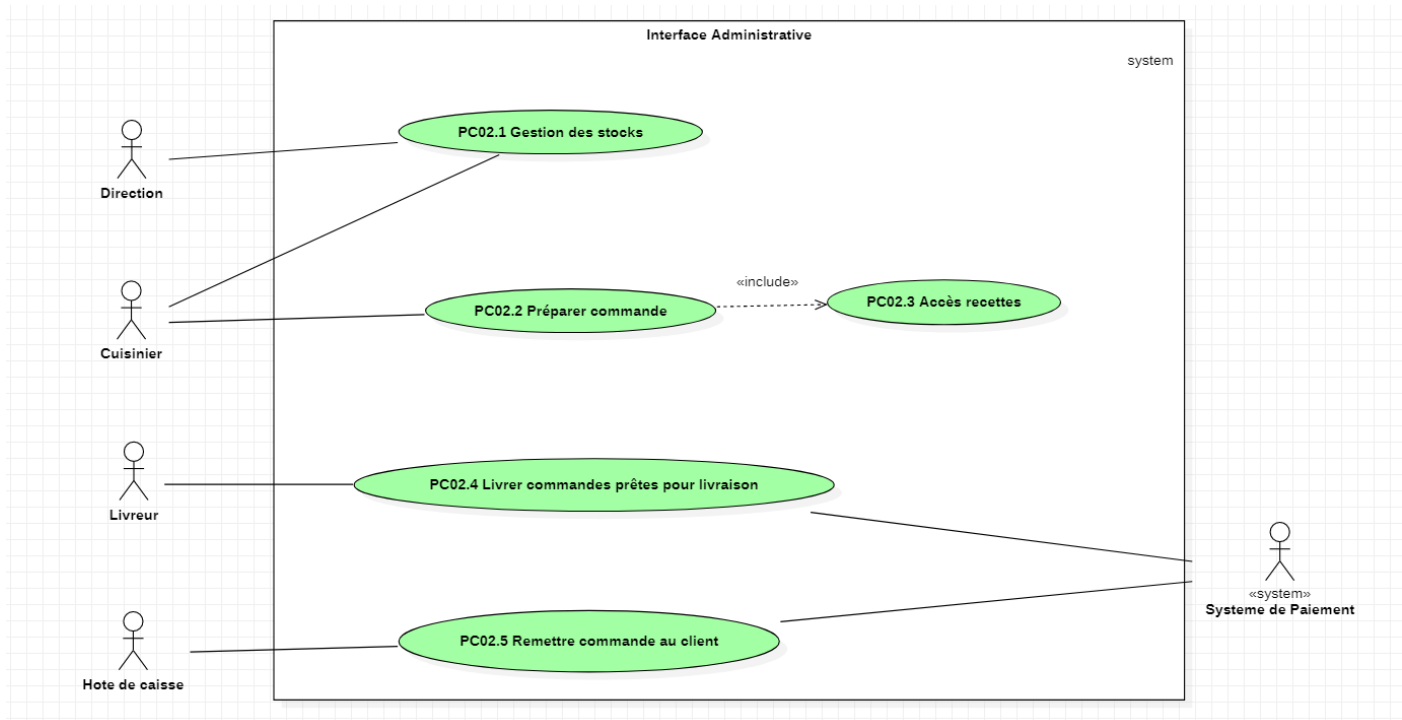 Interface Administrative
system
PC02.1 Gestion des stocks
Direction
«include»
PC02.2 Préparer commande
PC02.3 Accès recettes
Cuisinier
PC02.4 Livrer commandes prêtes pour livraison
Livreur
«system»
Systeme de Paiement
PC02.5 Remettre commande au client
Hote de caisse